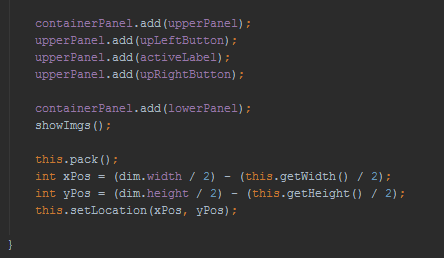 containerPanel.add(upperPanel);
upperPanel.add(upLeftButton);
upperPanel.add(activeLabel);
upperPanel.add(upRightButton);
containerPanel.add(lowerPanel);
showImgs();
this.pack();
int xPos = (dim.width / 2) - (this.getWidth() / 2);
int yPos = (dim.height / 2) - (this.getHeight() / 2);
this.setLocation(xPos, yPos);
}